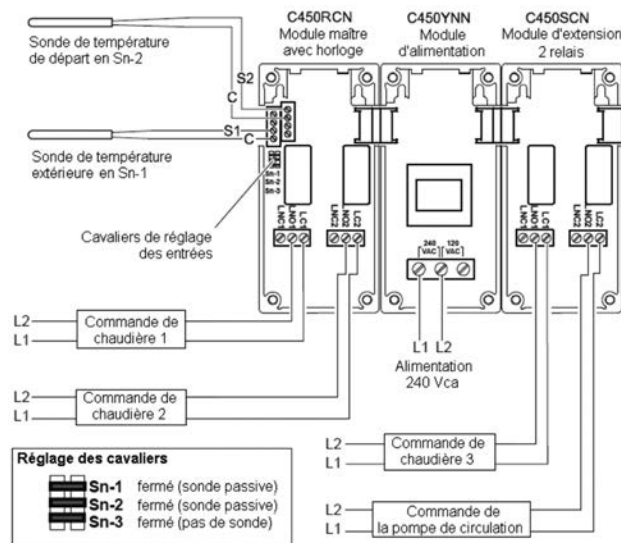 C450RCN
Module maître
avec horloge
C450YNN
Module
d'alimentation
C450SCN
Module d'extension
2 relais
Sonde de température
de départ en Sn-2
S2
C
S1
C
Sonde de température
extérieure en Sn-1
Sn-1
Sn-2
Sn-3
Cavaliers de réglage
des entrées
LNC1
LNO1
LC1
LNC2
LNO2
LC2
240
VAC
120
VAC
LNC1
LNO1
LC1
LNC2
LNO2
LC2
L2
L1
Commande de
chaudière 1
L1 L2
Alimentation
240 Vca
L2
L1
Commande de
chaudière 2
L2
L1
Commande de
chaudière 3
L2
L1
Commande de
la pompe de circulation
Réglage des cavaliers
Sn-1 fermé (sonde passive)
Sn-2 fermé (sonde passive)
Sn-3 fermé (pas de sonde)